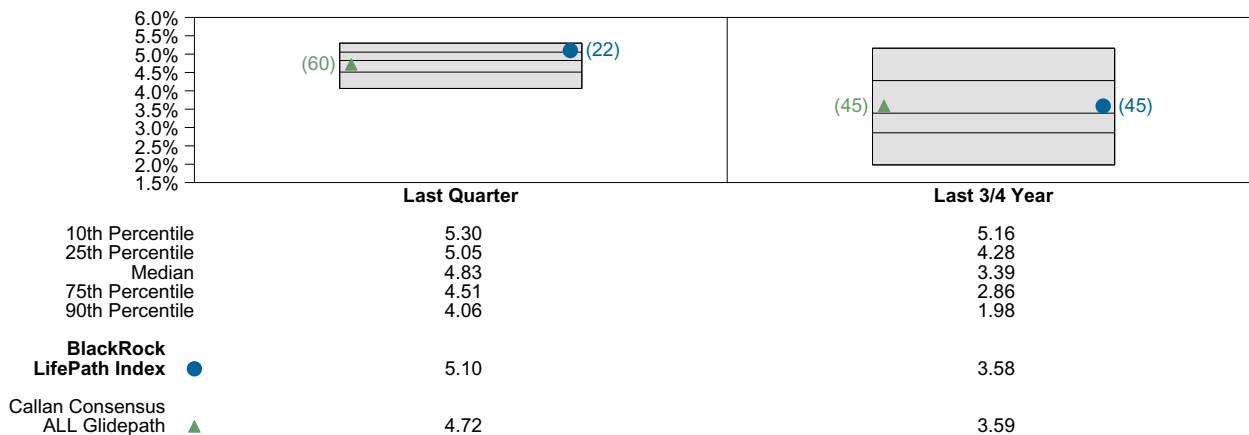 6.0%
5.5%
5.0%
4.5%
4.0%
3.5%
3.0%
2.5%
2.0%
1.5%
(60)
(22)
(45)
(45)
Last Quarter Last 3/4 Year
10th Percentile 5.30 5.16
25th Percentile 5.05 4.28
Median 4.83 3.39
75th Percentile 4.51 2.86
90th Percentile 4.06 1.98
BlackRock
LifePath Index 5.10 3.58
Callan Consensus
ALL Glidepath 4.72 3.59